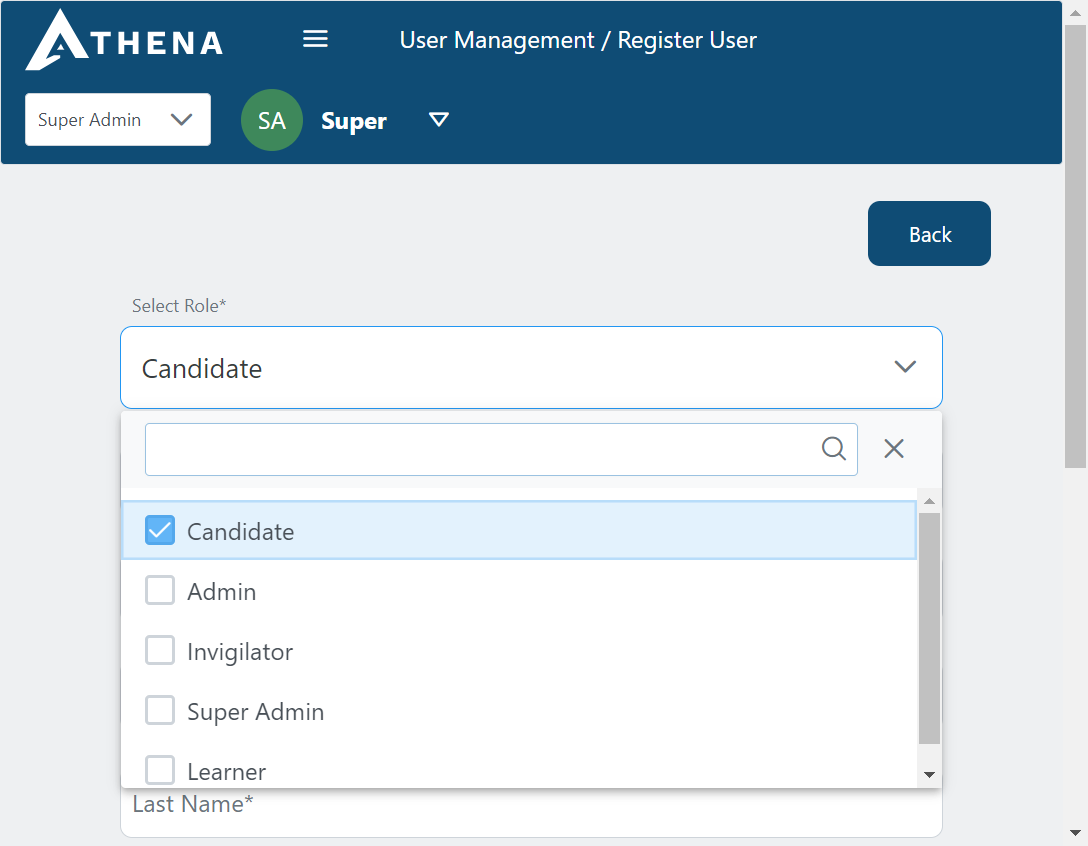 ATHENA
User Management / Register User
Super Admin
SA
Super
Back
Select Role*
Candidate
Candidate
Admin
Invigilator
Super Admin
Learner
Last Name*